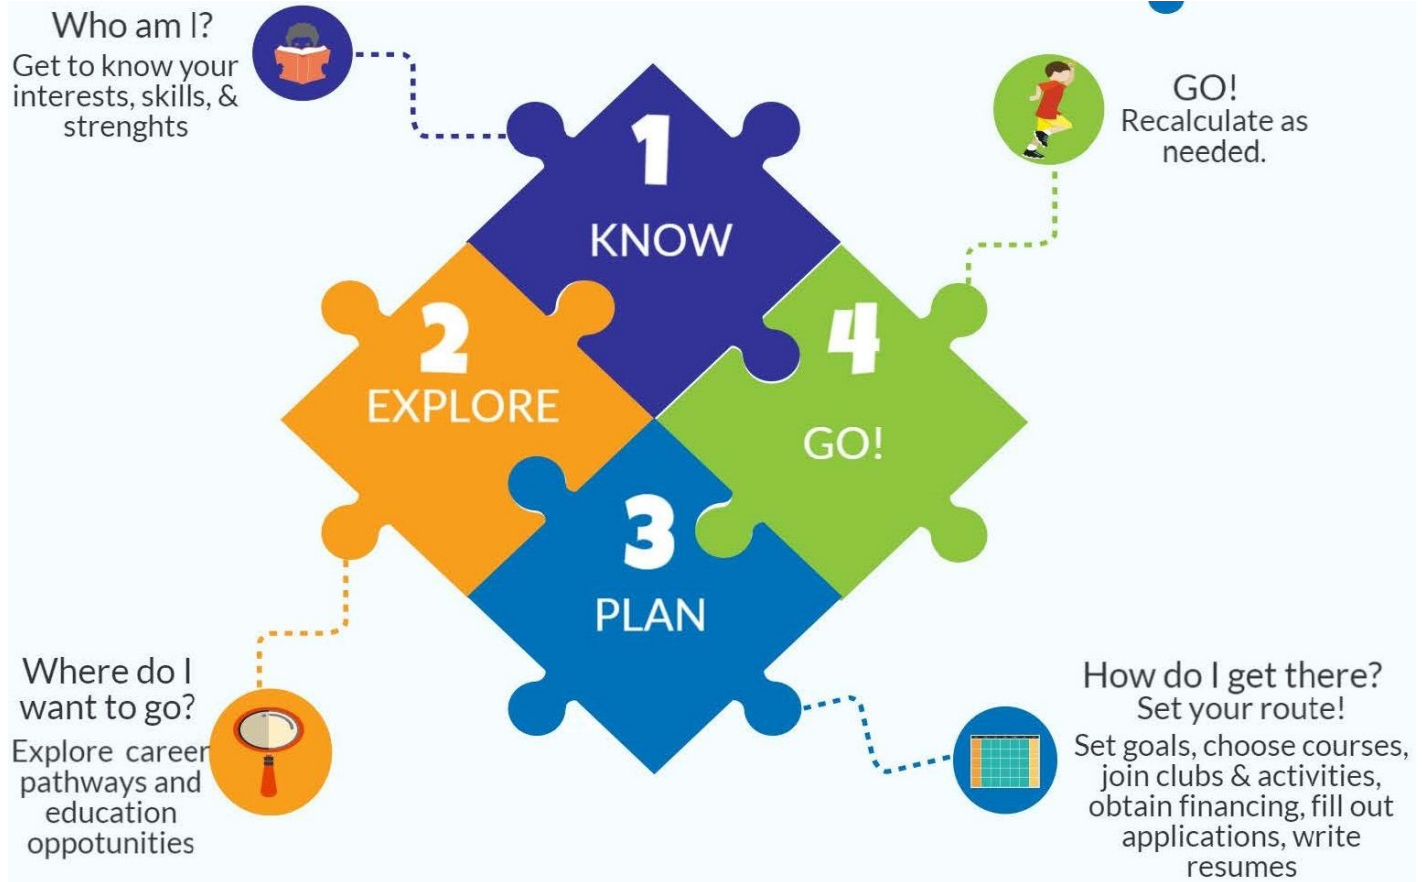 Who am I?
Get to know your
interests, skills, &
strenghts
GO!
Recalculate as
needed.
1
KNOW
2
EXPLORE
4
GO!
3
PLAN
Where do I
want to go?
Explore career
pathways and
education
oppotunities
How do I get there?
Set your route!
Set goals, choose courses,
join clubs & activities,
obtain financing, fill out
applications, write
resumes